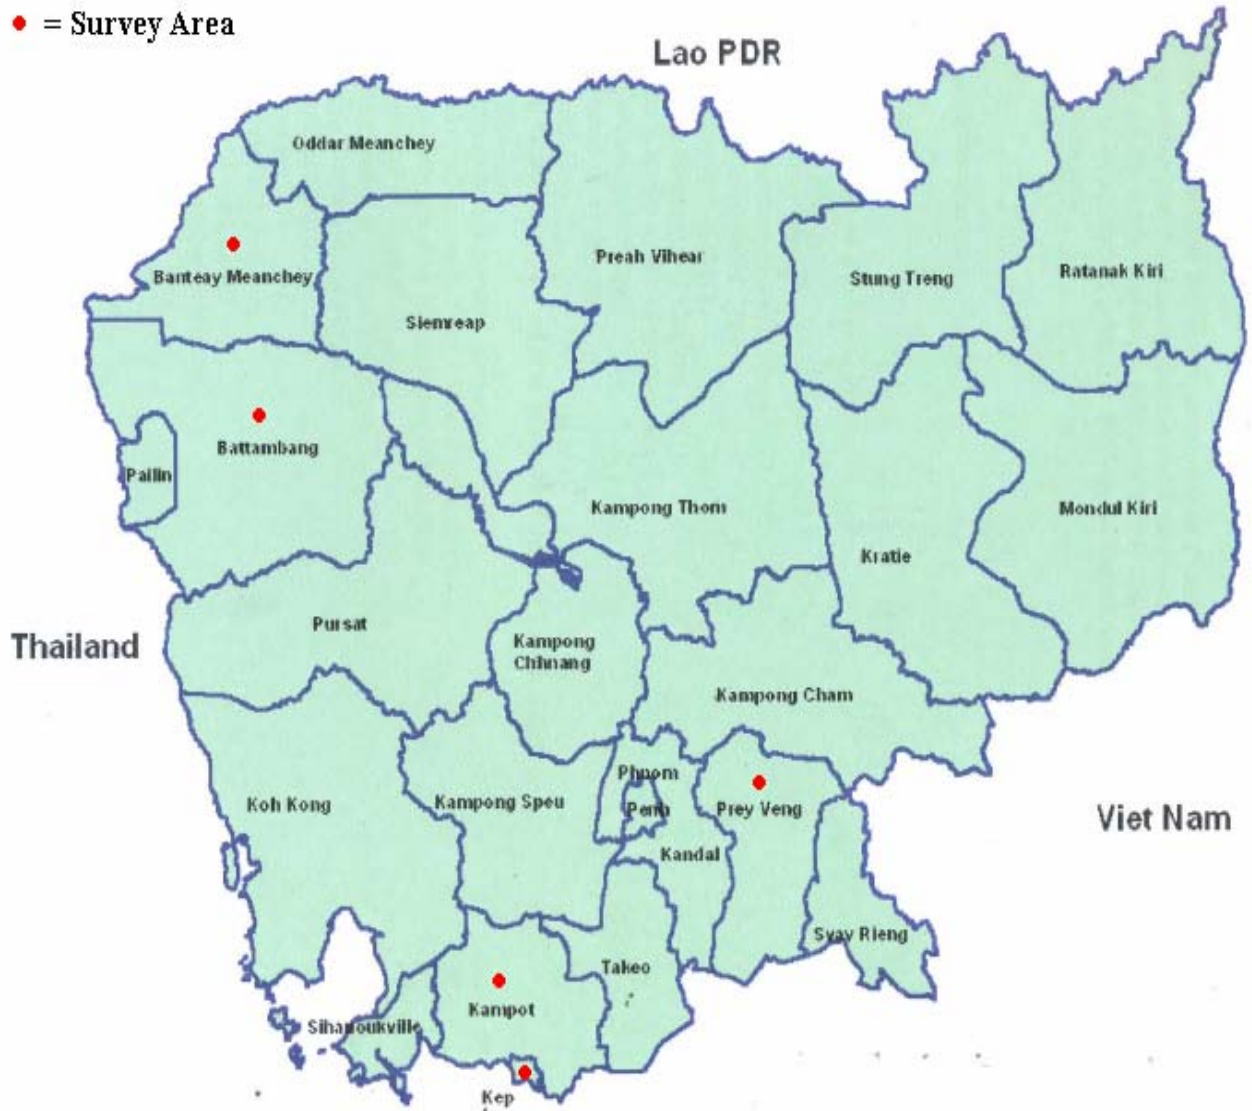 = Survey Area
Lao PDR
Oddar Meanchey
Preah Vihear
Banteay Meanchey
Stung Treng
Ratanak Kiri
Siemreap
Battambang
Pailin
Kampong Thom
Mondul Kiri
Kratie
Pursat
Thailand
Kampong
Chhnang
Kampong Cham
Phnom
Penh
Koh Kong
Kampong Speu
Prey Veng
Viet Nam
Kandal
Svay Rieng
Takeo
Kampot
Sihanoukville
Kep